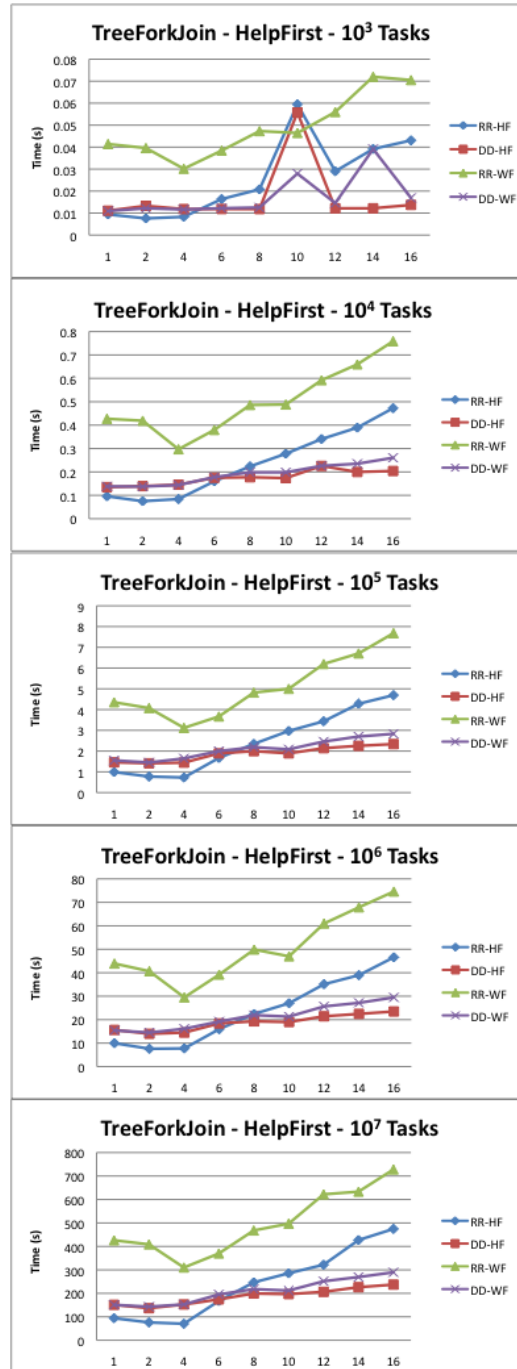 TreeForkJoin - HelpFirst - 10³ Tasks
0.08
0.07
0.06
0.05
0.04
0.03
0.02
0.01
0
Time (s)
1 2 4 6 8 10 12 14 16
RR-HF
DD-HF
RR-WF
DD-WF
TreeForkJoin - HelpFirst - 10⁴ Tasks
0.8
0.7
0.6
0.5
0.4
0.3
0.2
0.1
0
Time (s)
1 2 4 6 8 10 12 14 16
RR-HF
DD-HF
RR-WF
DD-WF
TreeForkJoin - HelpFirst - 10⁵ Tasks
9
8
7
6
5
4
3
2
1
0
Time (s)
1 2 4 6 8 10 12 14 16
RR-HF
DD-HF
RR-WF
DD-WF
TreeForkJoin - HelpFirst - 10⁶ Tasks
80
70
60
50
40
30
20
10
0
Time (s)
1 2 4 6 8 10 12 14 16
RR-HF
DD-HF
RR-WF
DD-WF
TreeForkJoin - HelpFirst - 10⁷ Tasks
800
700
600
500
400
300
200
100
0
Time (s)
1 2 4 6 8 10 12 14 16
RR-HF
DD-HF
RR-WF
DD-WF